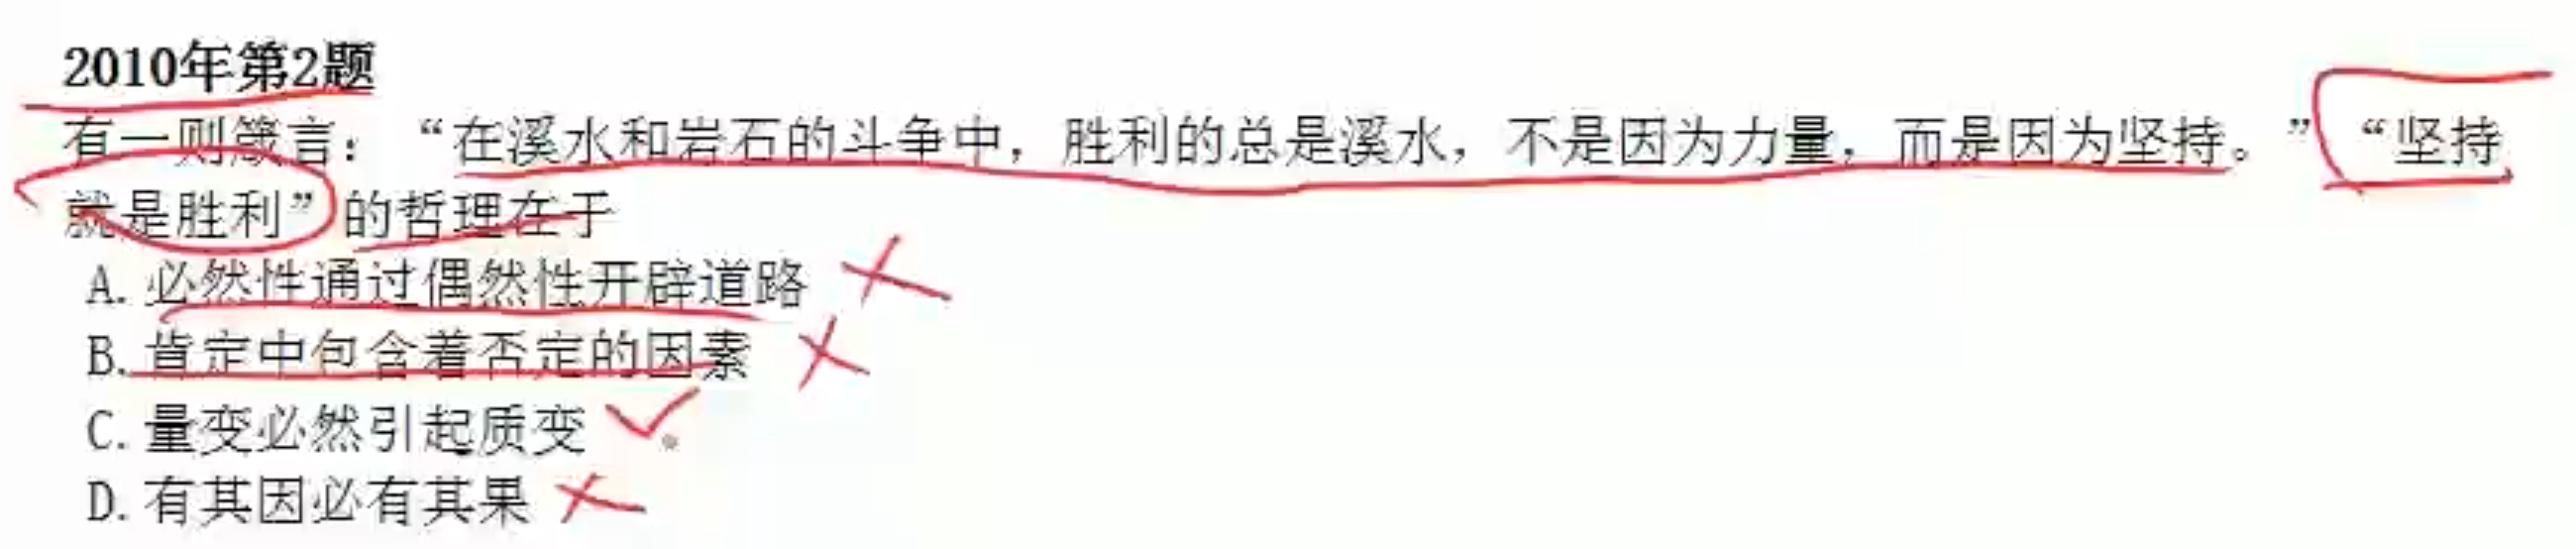 2010年第2题
有一则箴言：“在溪水和岩石的斗争中，胜利的总是溪水，不是因为力量，而是因为坚持。”“坚持
就是胜利”的哲理在于
A. 必然性通过偶然性开辟道路
B. 肯定中包含着否定的因素
C. 量变必然引起质变
D. 有其因必有其果